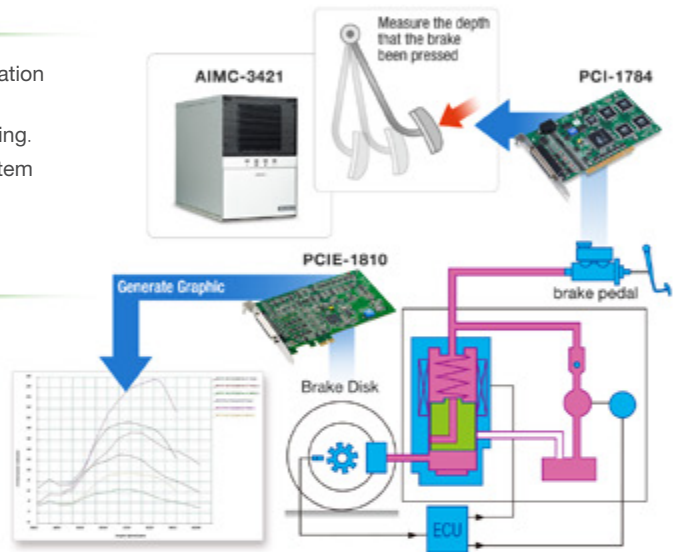 ation
ing.
tem
AIMC-3421
Measure the depth
that the brake
been pressed
PCI-1784
PCIE-1810
Generate Graphic
brake pedal
Brake Disk
ECU